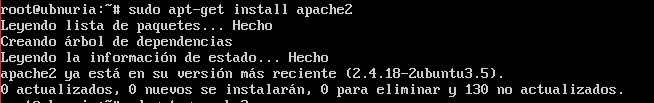 root@ubnuria:~# sudo apt-get install apache2
Leyendo lista de paquetes... Hecho
Creando árbol de dependencias
Leyendo la información de estado... Hecho
apache2 ya está en su versión más reciente (2.4.18-2ubuntu3.5).
0 actualizados, 0 nuevos se instalarán, 0 para eliminar y 130 no actualizados.